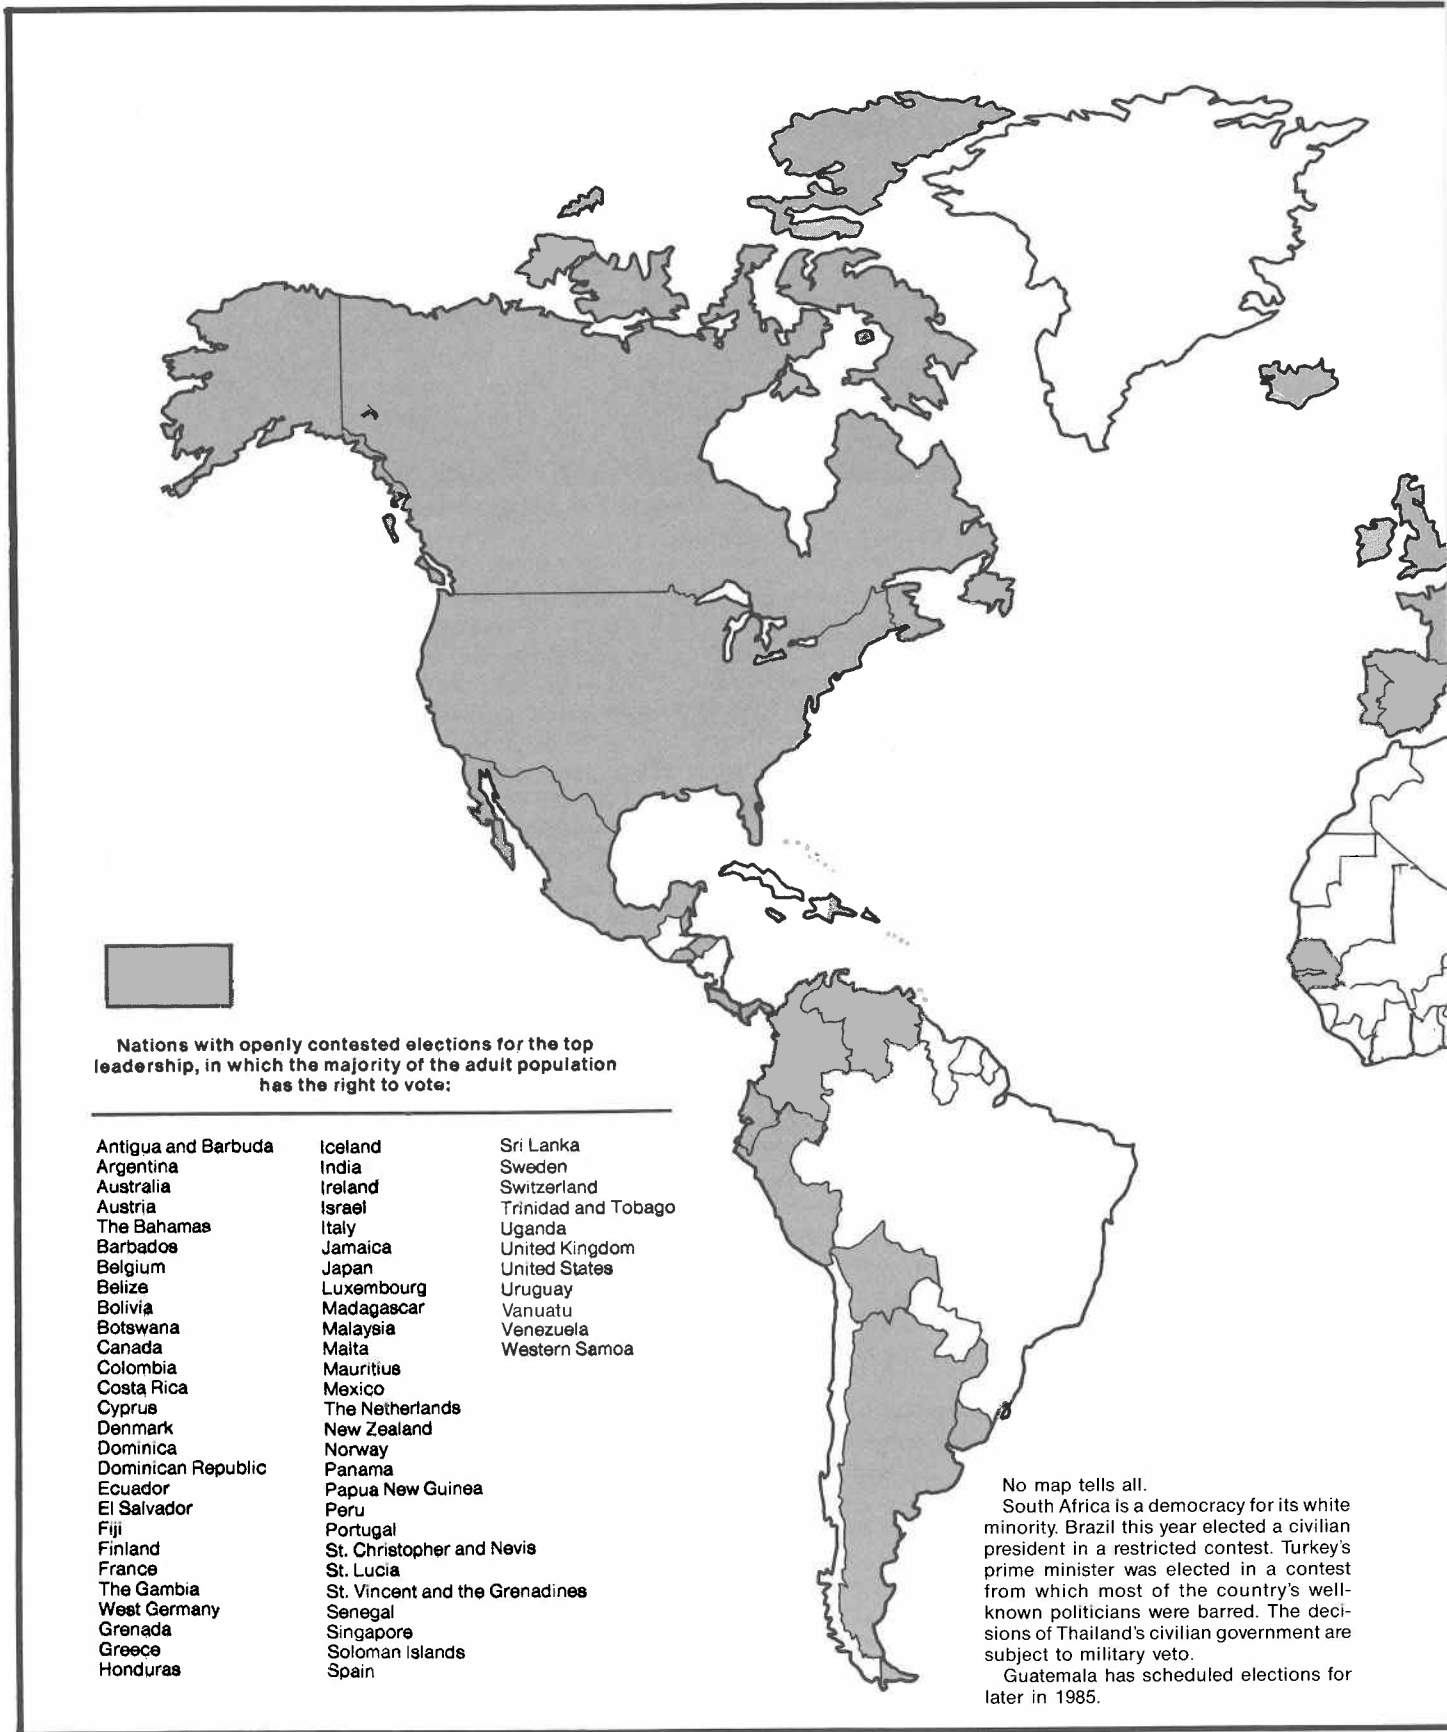 Nations with openly contested elections for the top
leadership, in which the majority of the adult population
has the right to vote:
Antigua and Barbuda
Argentina
Australia
Austria
The Bahamas
Barbados
Belgium
Belize
Bolivia
Botswana
Canada
Colombia
Costa Rica
Cyprus
Denmark
Dominica
Dominican Republic
Ecuador
El Salvador
Fiji
Finland
France
The Gambia
West Germany
Grenada
Greece
Honduras
Iceland
India
Ireland
Israel
Italy
Jamaica
Japan
Luxembourg
Madagascar
Malaysia
Malta
Mauritius
Mexico
The Netherlands
New Zealand
Norway
Panama
Papua New Guinea
Peru
Portugal
St. Christopher and Nevis
St. Lucia
St. Vincent and the Grenadines
Senegal
Singapore
Soloman Islands
Spain
Sri Lanka
Sweden
Switzerland
Trinidad and Tobago
Uganda
United Kingdom
United States
Uruguay
Vanuatu
Venezuela
Western Samoa
No map tells all.
South Africa is a democracy for its white
minority. Brazil this year elected a civilian
president in a restricted contest. Turkey's
prime minister was elected in a contest
from which most of the country's well-
known politicians were barred. The deci-
sions of Thailand's civilian government are
subject to military veto.
Guatemala has scheduled elections for
later in 1985.